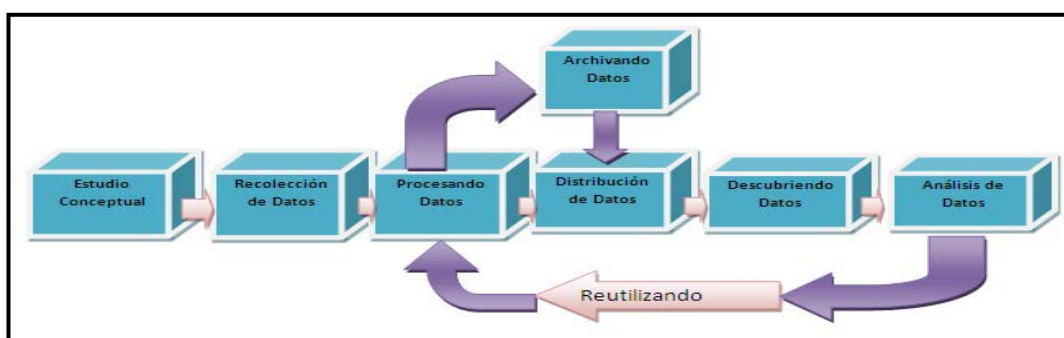 Archivando
Datos
Estudio
Conceptual
Recolección
de Datos
Procesando
Datos
Distribución
de Datos
Descubriendo
Datos
Análisis de
Datos
Reutilizando